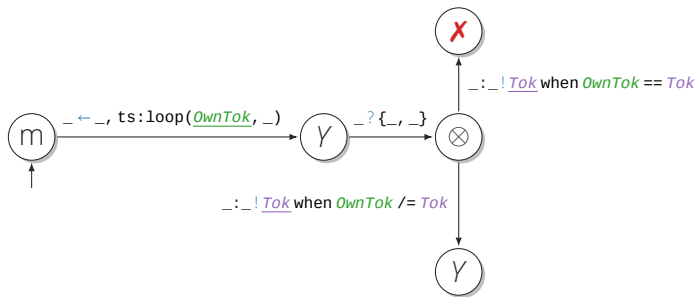 ✗
_:_!Tok when OwnTok == Tok
_ ← _, ts:loop(OwnTok,_)
_?{_,_}
m
Y
⊗
_:_!Tok when OwnTok /= Tok
Y